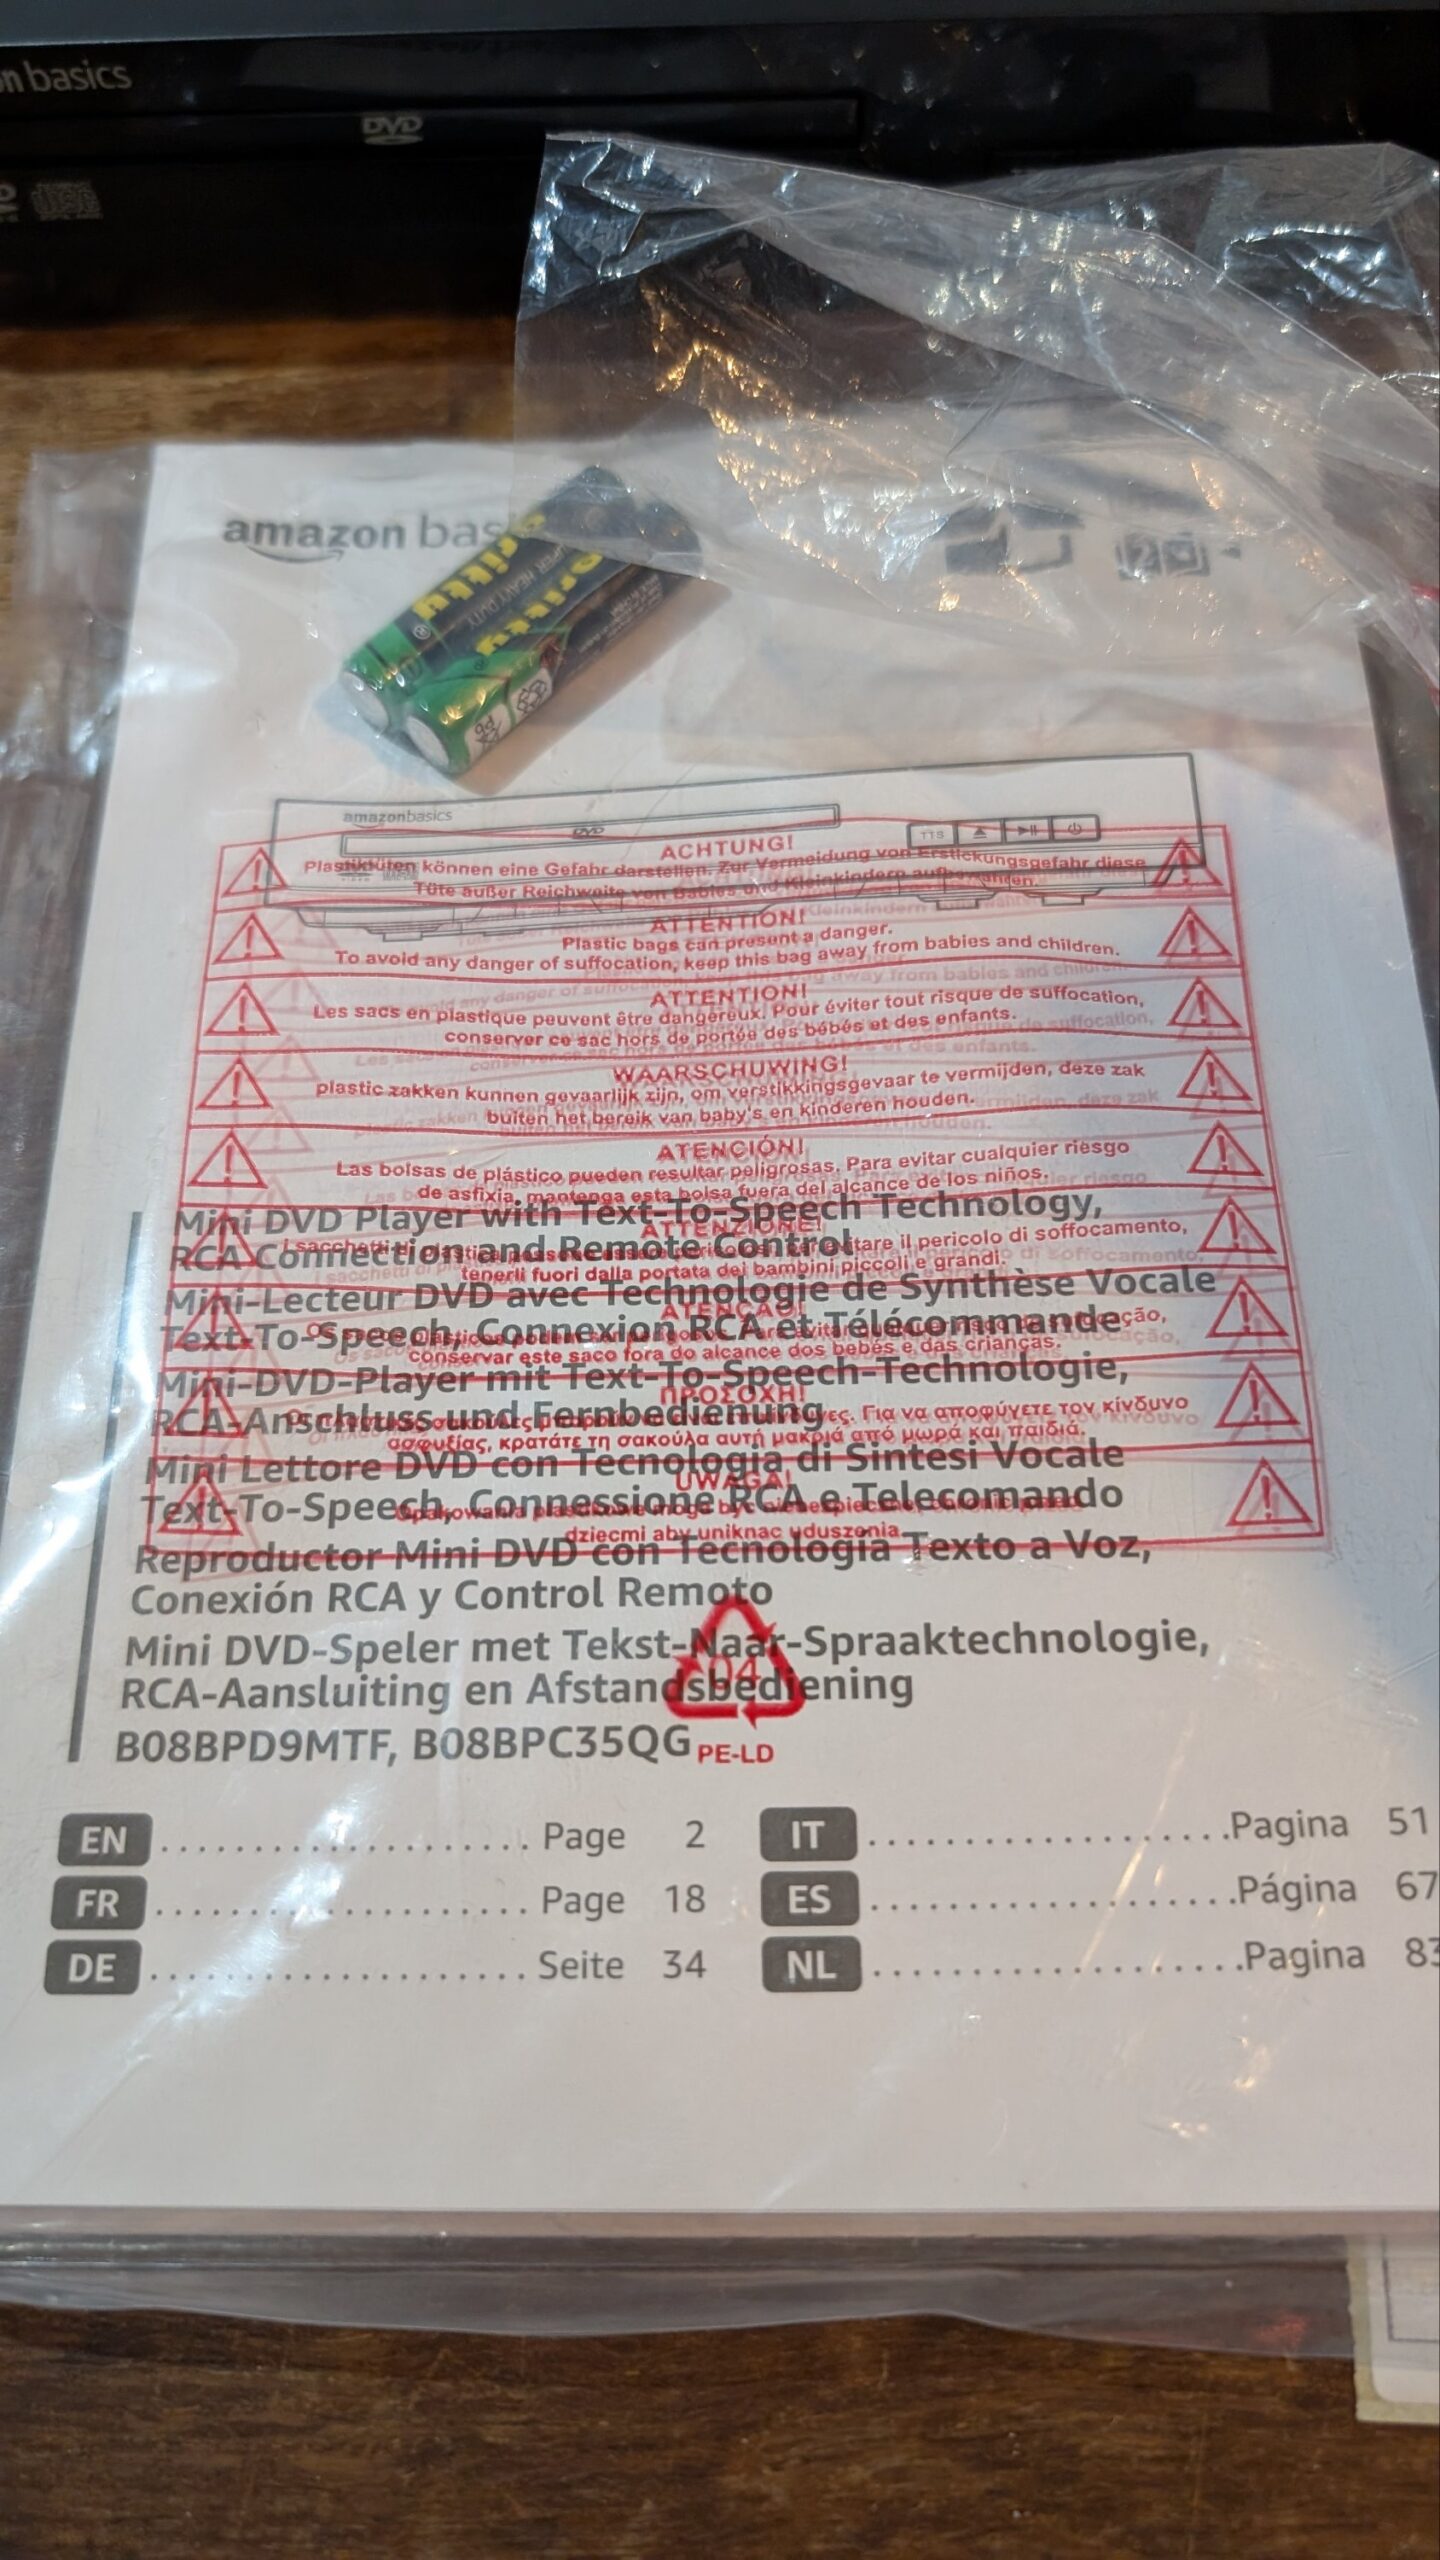 n basics
DVD
amazon bas
ritty
oritty
HEAVY DUTY
Pb
amazonbasics
DVD
TTS
ACHTUNG!
Plastiktüten können eine Gefahr darstellen. Zur Vermeidung von Erstickungsgefahr diese
Tüte außer Reichweite von Babies und Kleinkindern aufbewahren.
ATTENTION!
Plastic bags can present a danger.
To avoid any danger of suffocation, keep this bag away from babies and children.
ATTENTION!
Les sacs en plastique peuvent être dangereux. Pour éviter tout risque de suffocation,
conserver ce sac hors de portée des bébés et des enfants.
WAARSCHUWING!
plastic zakken kunnen gevaarlijk zijn, om verstikkingsgevaar te vermijden, deze zak
buiten het bereik van baby's en kinderen houden.
ATENCIÓN!
Las bolsas de plástico pueden resultar peligrosas. Para evitar cualquier riesgo
de asfixia, mantenga esta bolsa fuera del alcance de los niños.
Mini DVD Player with Text-To-Speech Technology,
ATTENZIONE!
RCA Connection and Remote Control
i sacchetti di plastica il pericolo di soffocamento,
tenerli fuori dalla portata dei bambini piccoli e grandi.
Mini-Lecteur DVD avec Technologie de Synthèse Vocale
ATENÇÃO!
Text-To-Speech, Connexion RCA et Télécommande
conservar este saco fora do alcance dos bebés e das crianças.
Mini-DVD-Player mit Text-To-Speech-Technologie,
ΠΡΟΣΟΧΗ!
RCA-Anschluss und Fernbedienung
Για να αποφύγετε τον κίνδυνο
ασφυξίας, κρατάτε τη σακούλα αυτή μακριά από μωρά και παιδιά.
Mini Lettore DVD con Tecnologia di Sintesi Vocale
UWAGA!
Text-To-Speech, Connessione RCA e Telecomando
dziecmi aby uniknac uduszenia
Reproductor Mini DVD con Tecnología Texto a Voz,
Conexión RCA y Control Remoto
Mini DVD-Speler met Tekst-Naar-Spraaktechnologie,
RCA-Aansluiting en Afstandsbediening
04
B08BPD9MTF, B08BPC35QG
PE-LD
EN .................... Page 2
FR .................... Page 18
DE .................... Seite 34
IT .................... Pagina 51
ES .................... Página 67
NL .................... Pagina 83